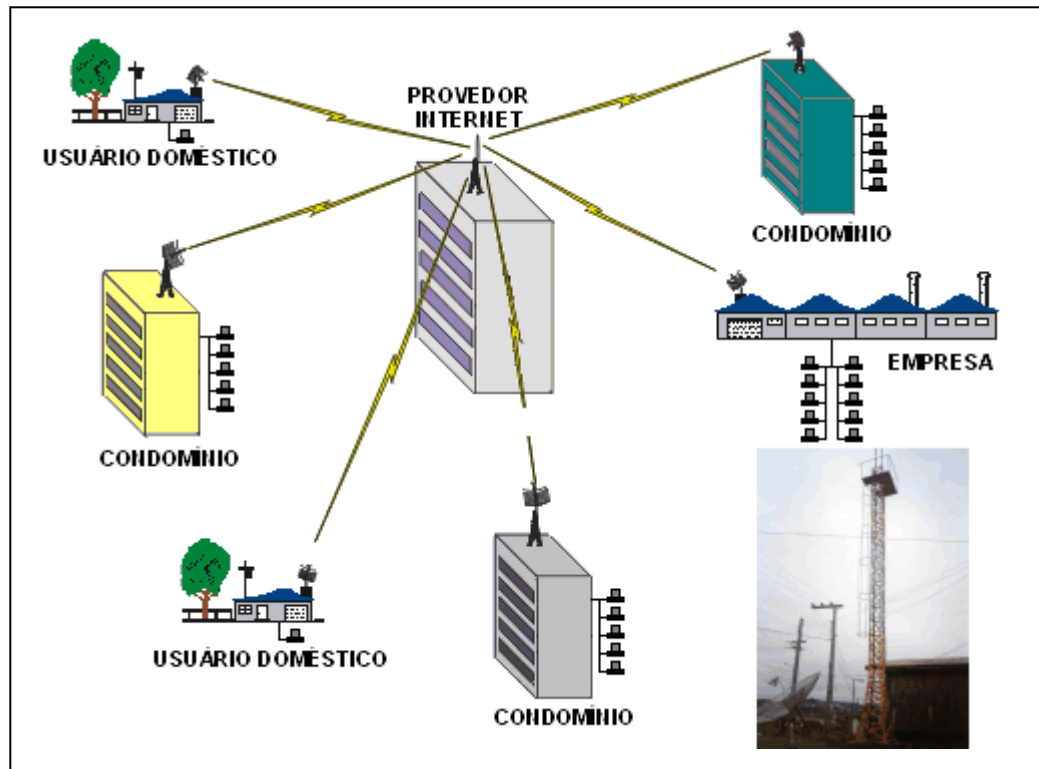 PROVEDOR
INTERNET
USUÁRIO DOMÉSTICO
CONDOMÍNIO
EMPRESA
CONDOMÍNIO
USUÁRIO DOMÉSTICO
CONDOMÍNIO